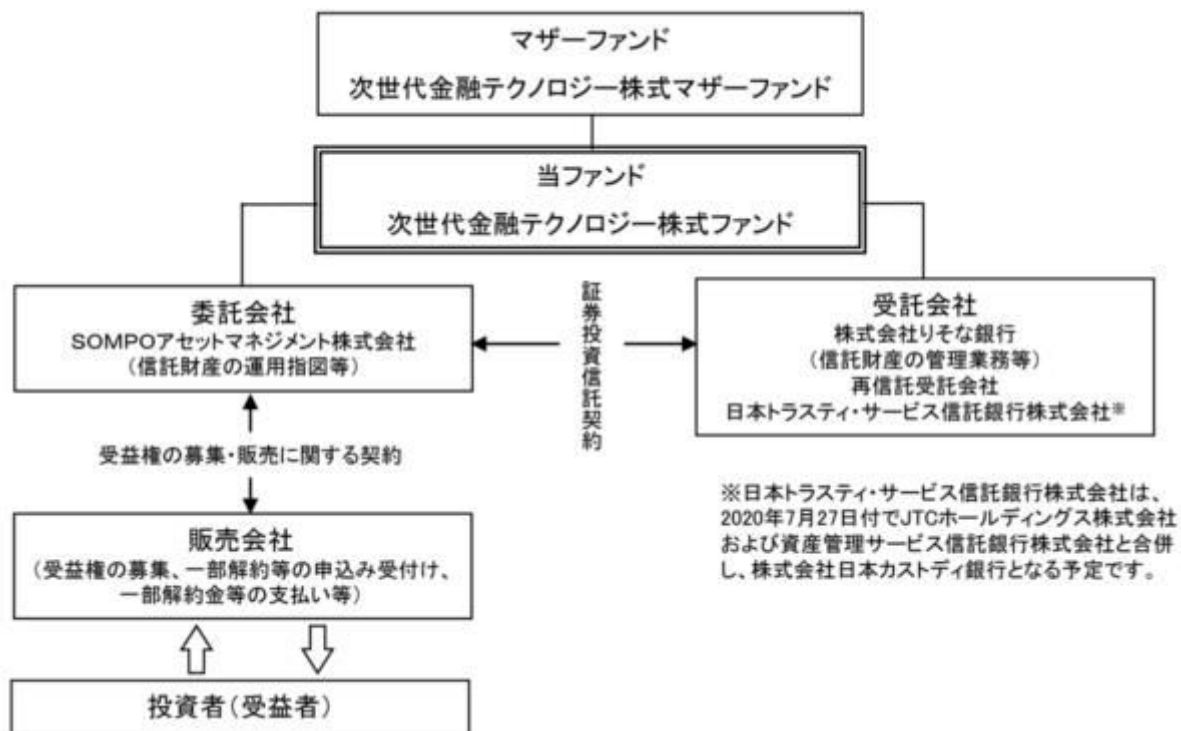 マザーファンド
次世代金融テクノロジー株式マザーファンド
当ファンド
次世代金融テクノロジー株式ファンド
委託会社
SOMPOアセットマネジメント株式会社
（信託財産の運用指図等）
証券投資信託契約
受託会社
株式会社りそな銀行
（信託財産の管理業務等）
再信託受託会社
日本トラスティ・サービス信託銀行株式会社※
受益権の募集・販売に関する契約
販売会社
（受益権の募集、一部解約等の申込み受付け、
一部解約金等の支払い等）
※日本トラスティ・サービス信託銀行株式会社は、
2020年7月27日付でJTCホールディングス株式会社
および資産管理サービス信託銀行株式会社と合併
し、株式会社日本カストディ銀行となる予定です。
投資者（受益者）